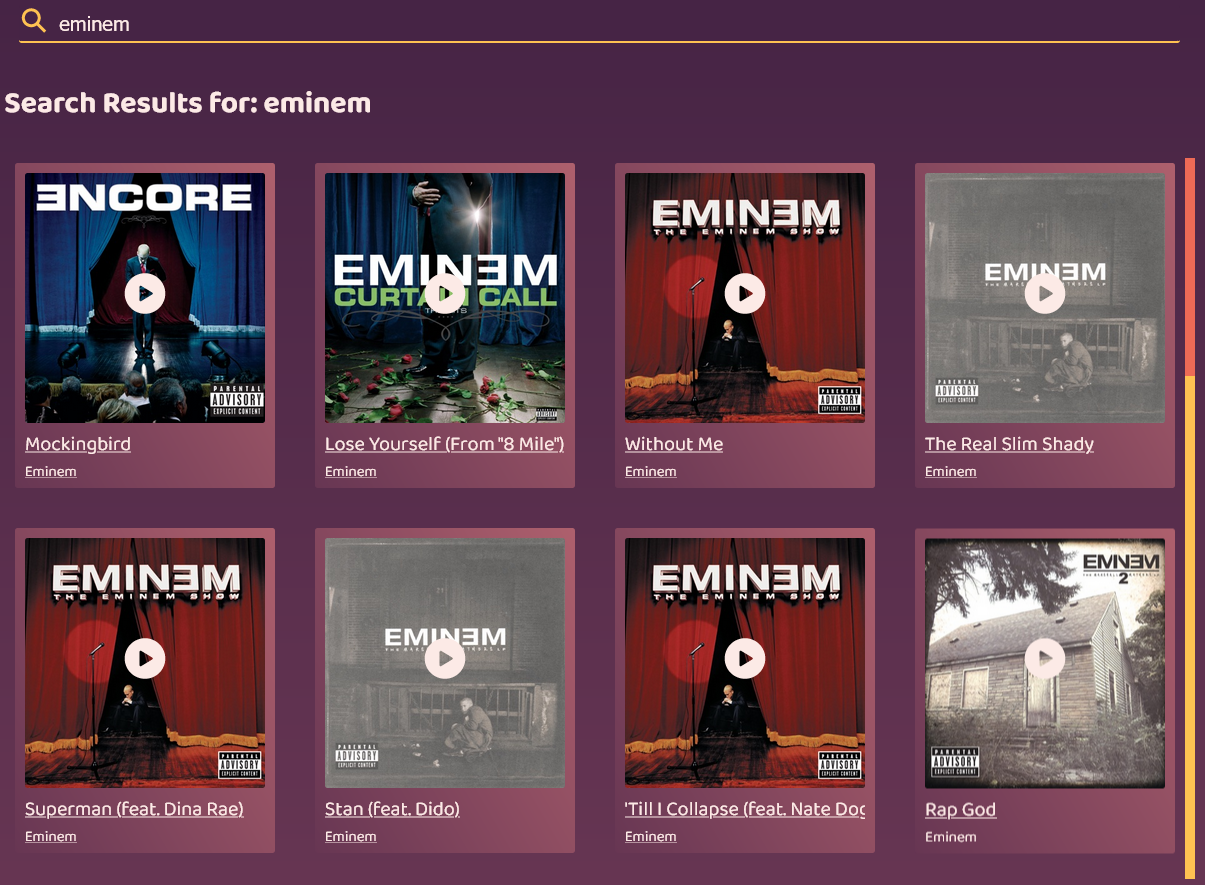 eminem
Search Results for: eminem
ƎNCORE
PARENTAL
ADVISORY
EXPLICIT CONTENT
Mockingbird
Eminem
EMINƎM
CURTAIN CALL
Lose Yourself (From "8 Mile")
Eminem
EMINƎM
THE EMINEM SHOW
PARENTAL
ADVISORY
EXPLICIT CONTENT
Without Me
Eminem
EMINƎM
PARENTAL
ADVISORY
EXPLICIT CONTENT
The Real Slim Shady
Eminem
EMINƎM
THE EMINEM SHOW
PARENTAL
ADVISORY
EXPLICIT CONTENT
Superman (feat. Dina Rae)
Eminem
EMINƎM
PARENTAL
ADVISORY
EXPLICIT CONTENT
Stan (feat. Dido)
Eminem
EMINƎM
THE EMINEM SHOW
PARENTAL
ADVISORY
EXPLICIT CONTENT
'Till I Collapse (feat. Nate Dog
Eminem
EMINƎM
2
PARENTAL
ADVISORY
EXPLICIT CONTENT
Rap God
Eminem